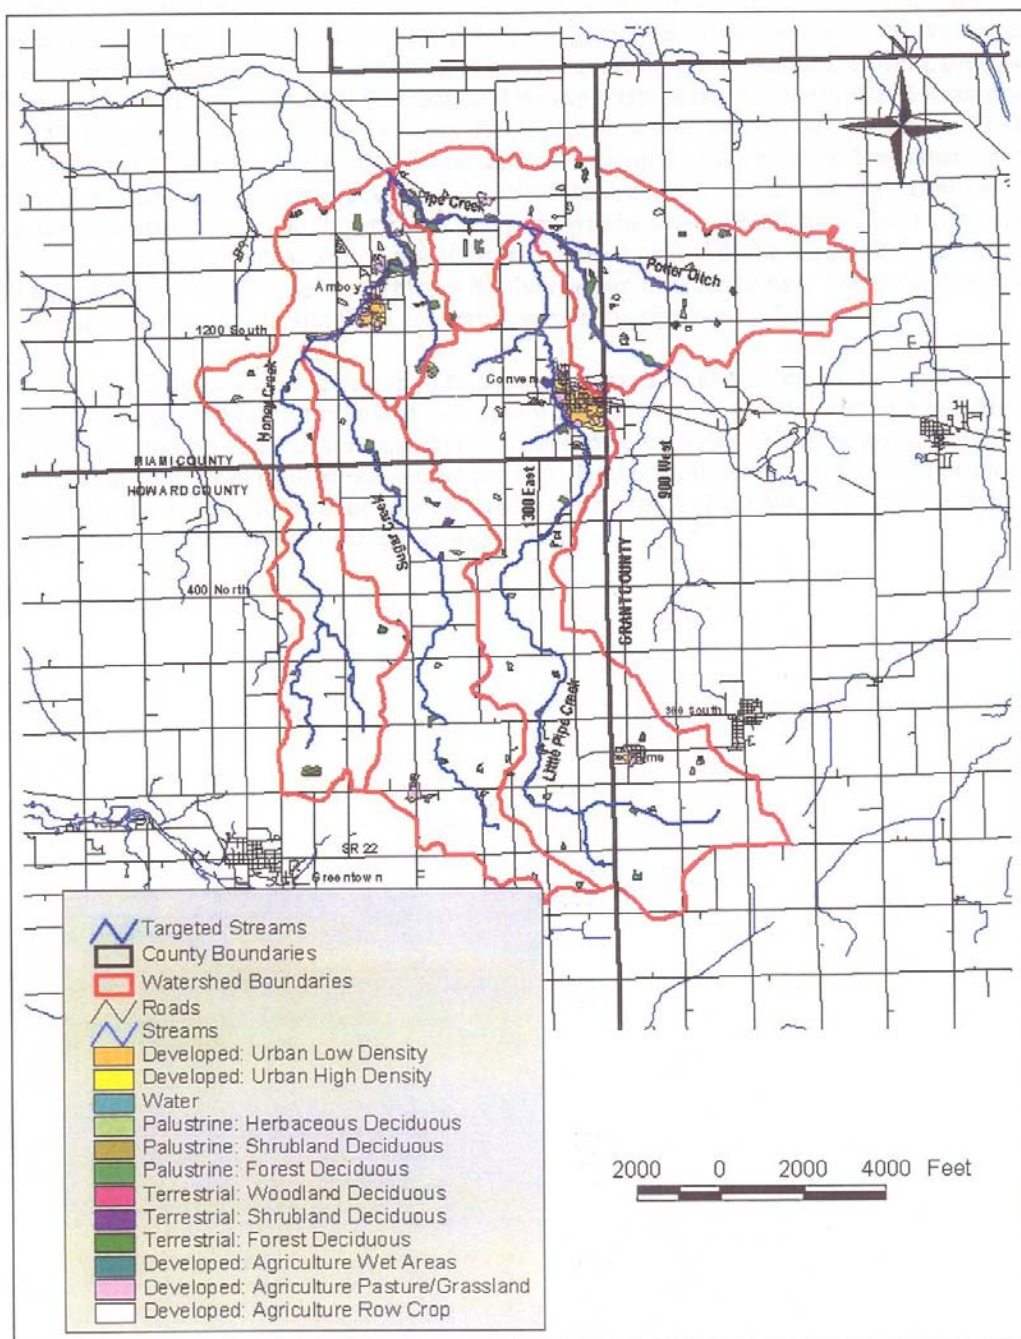 Pipe Creek
Potter Ditch
Amboy
1200 South
Converse
Honey Creek
MIAMI COUNTY
HOWARD COUNTY
1300 East
900 West
Sugar Creek
400 North
GRANT COUNTY
300 South
Little Pipe Creek
SR 22
Greentown
Targeted Streams
County Boundaries
Watershed Boundaries
Roads
Streams
Developed: Urban Low Density
Developed: Urban High Density
Water
Palustrine: Herbaceous Deciduous
Palustrine: Shrubland Deciduous
Palustrine: Forest Deciduous
Terrestrial: Woodland Deciduous
Terrestrial: Shrubland Deciduous
Terrestrial: Forest Deciduous
Developed: Agriculture Wet Areas
Developed: Agriculture Pasture/Grassland
Developed: Agriculture Row Crop
2000 0 2000 4000 Feet